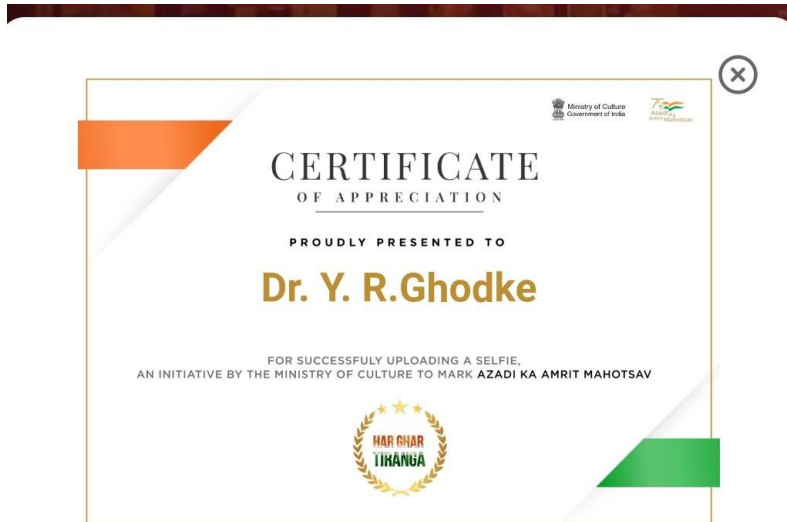 Ministry of Culture
Government of India
Azadi Ka
Amrit Mahotsav
CERTIFICATE
OF APPRECIATION
PROUDLY PRESENTED TO
Dr. Y. R.Ghodke
FOR SUCCESSFULY UPLOADING A SELFIE,
AN INITIATIVE BY THE MINISTRY OF CULTURE TO MARK AZADI KA AMRIT MAHOTSAV
HAR GHAR
TIRANGA